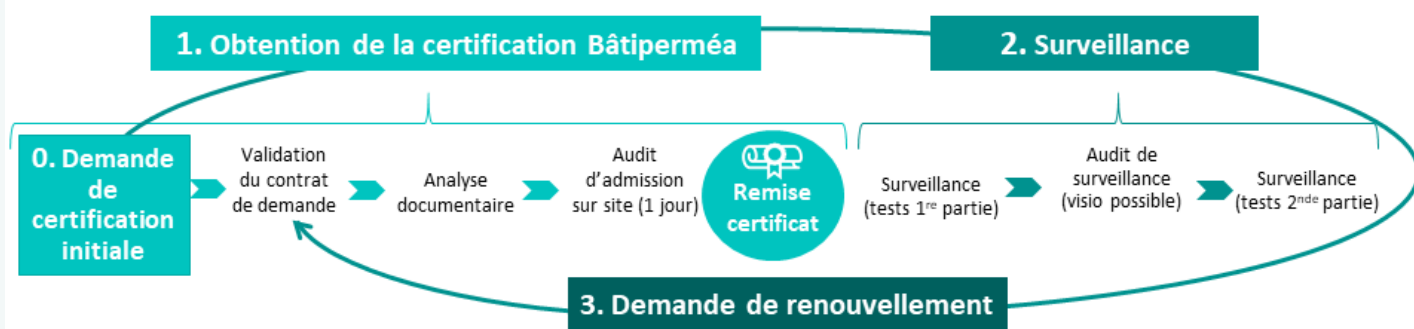 1. Obtention de la certification Bâtiperméa
2. Surveillance
0. Demande
de
certification
initiale
Validation
du contrat
de demande
Analyse
documentaire
Audit
d'admission
sur site (1 jour)
Remise
certificat
Surveillance
(tests 1re partie)
Audit de
surveillance
(visio possible)
Surveillance
(tests 2nde partie)
3. Demande de renouvellement